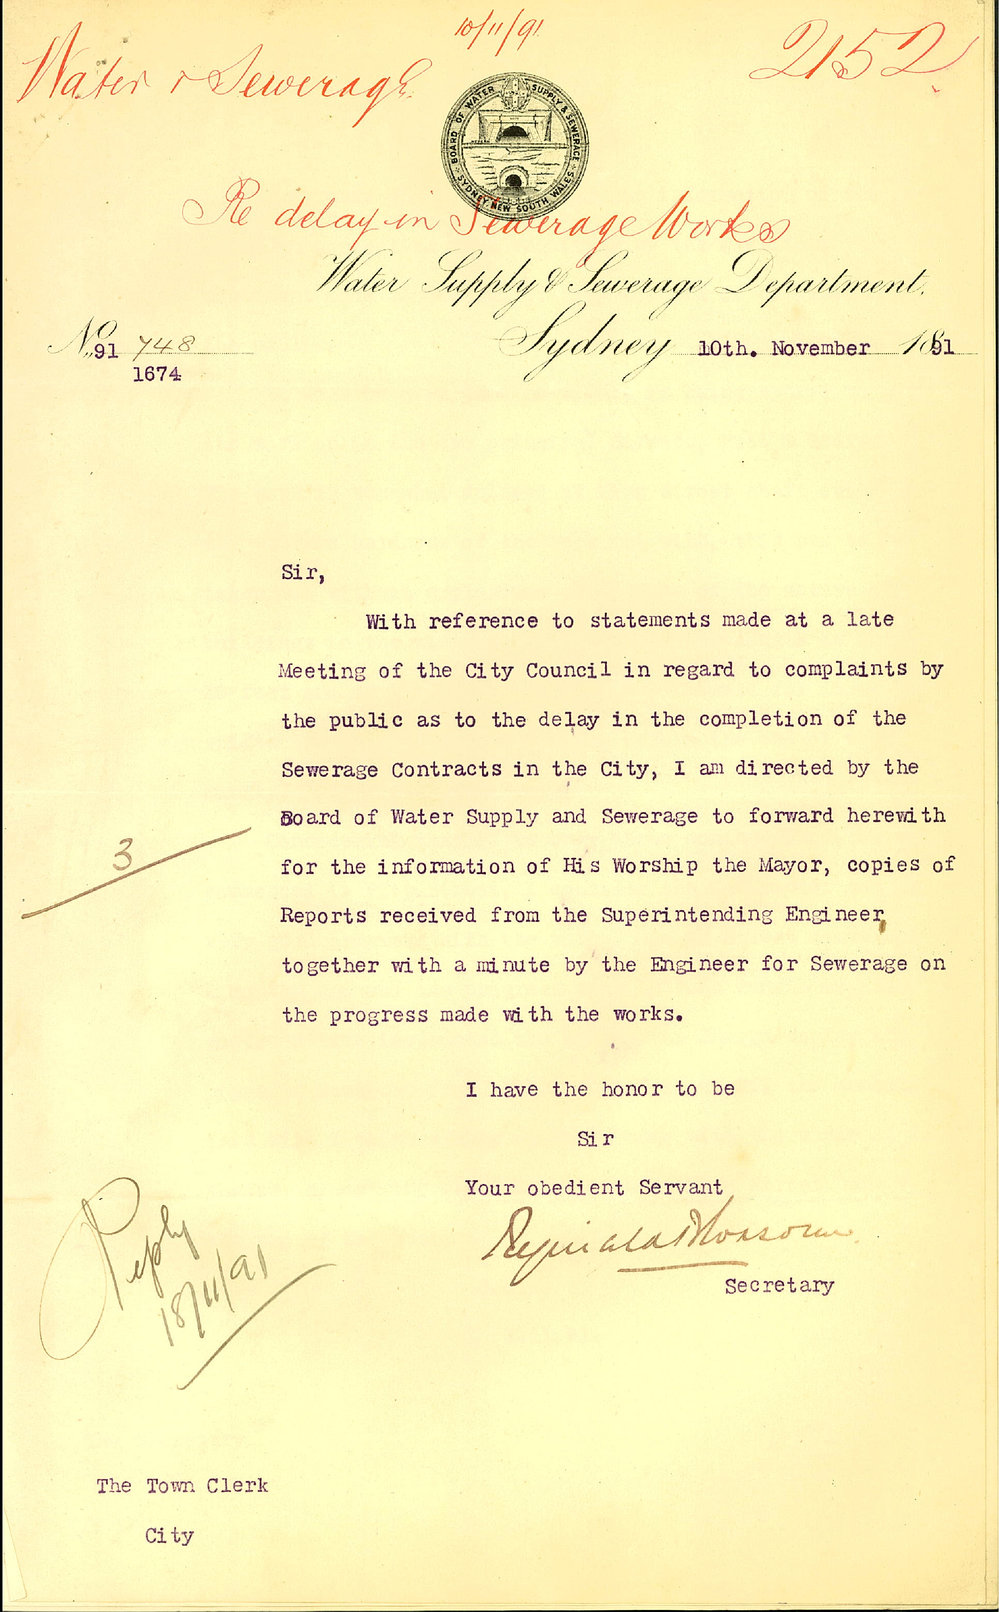 10/11/91
Water & Sewerage
2152
BOARD OF WATER SUPPLY & SEWERAGE
SYDNEY NEW SOUTH WALES
Re delay in Sewerage Works
Water Supply & Sewerage Department.
No. 91 748
1674
Sydney 10th. November 1891
Sir,
With reference to statements made at a late
Meeting of the City Council in regard to complaints by
the public as to the delay in the completion of the
Sewerage Contracts in the City, I am directed by the
Board of Water Supply and Sewerage to forward herewith
for the information of His Worship the Mayor, copies of
Reports received from the Superintending Engineer,
together with a minute by the Engineer for Sewerage on
the progress made with the works.
3
I have the honor to be
Sir
Your obedient Servant
Reginald
Secretary
Reply
18/11/91
The Town Clerk
City